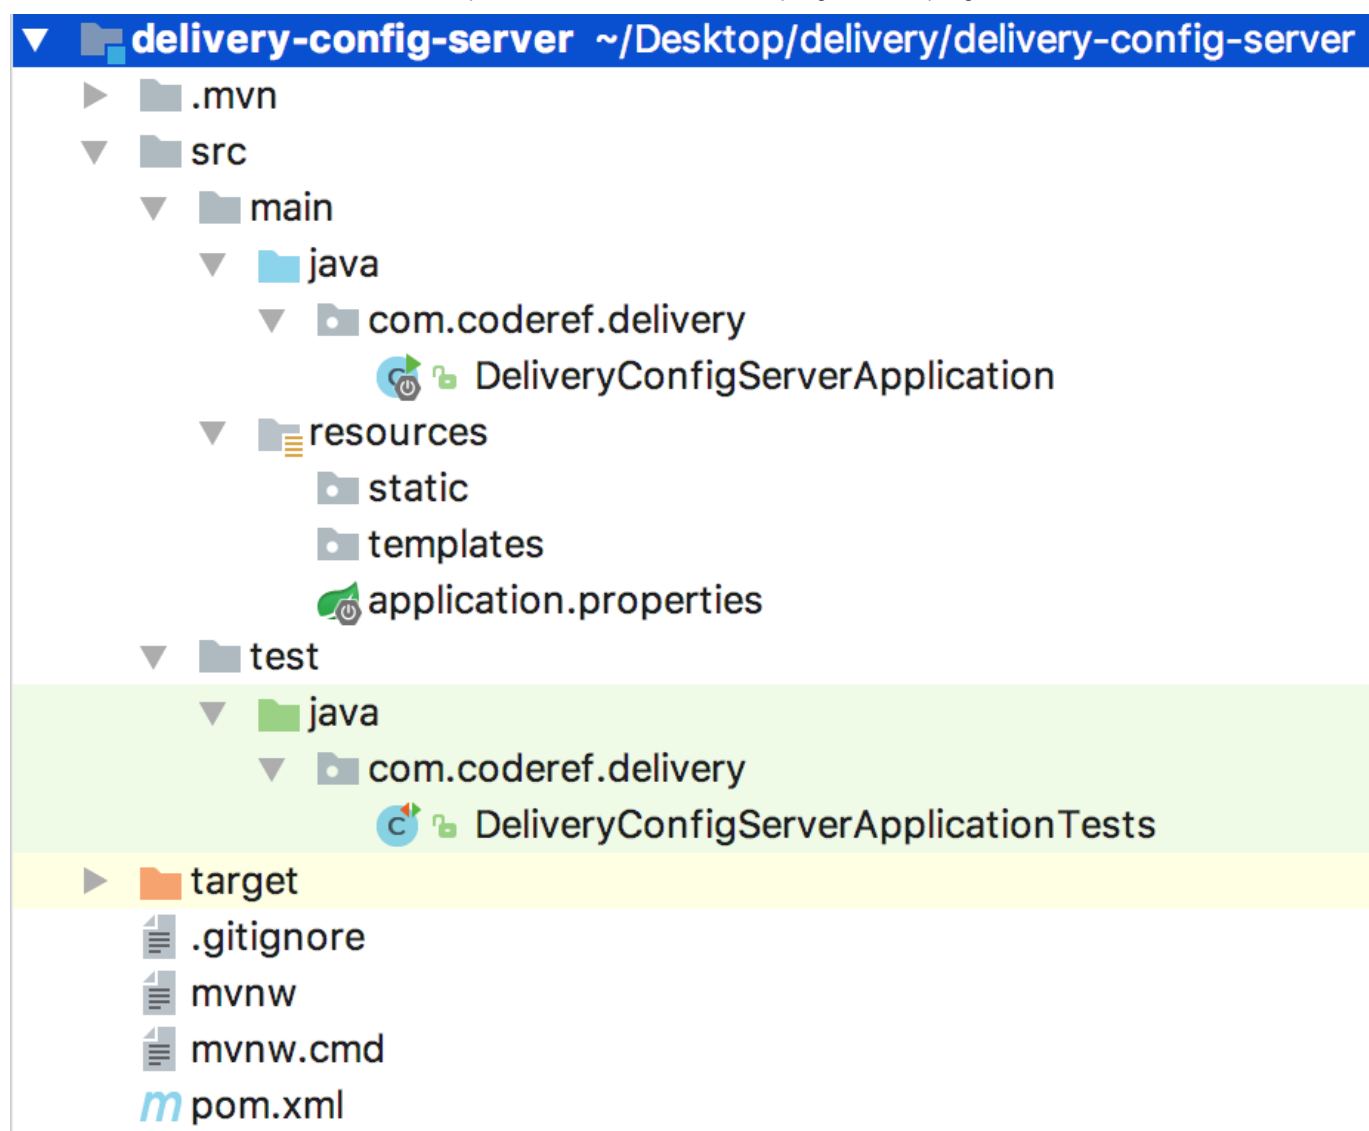 delivery-config-server ~/Desktop/delivery/delivery-config-server
.mvn
src
main
java
com.coderef.delivery
DeliveryConfigServerApplication
resources
static
templates
application.properties
test
java
com.coderef.delivery
DeliveryConfigServerApplicationTests
target
.gitignore
mvnw
mvnw.cmd
pom.xml